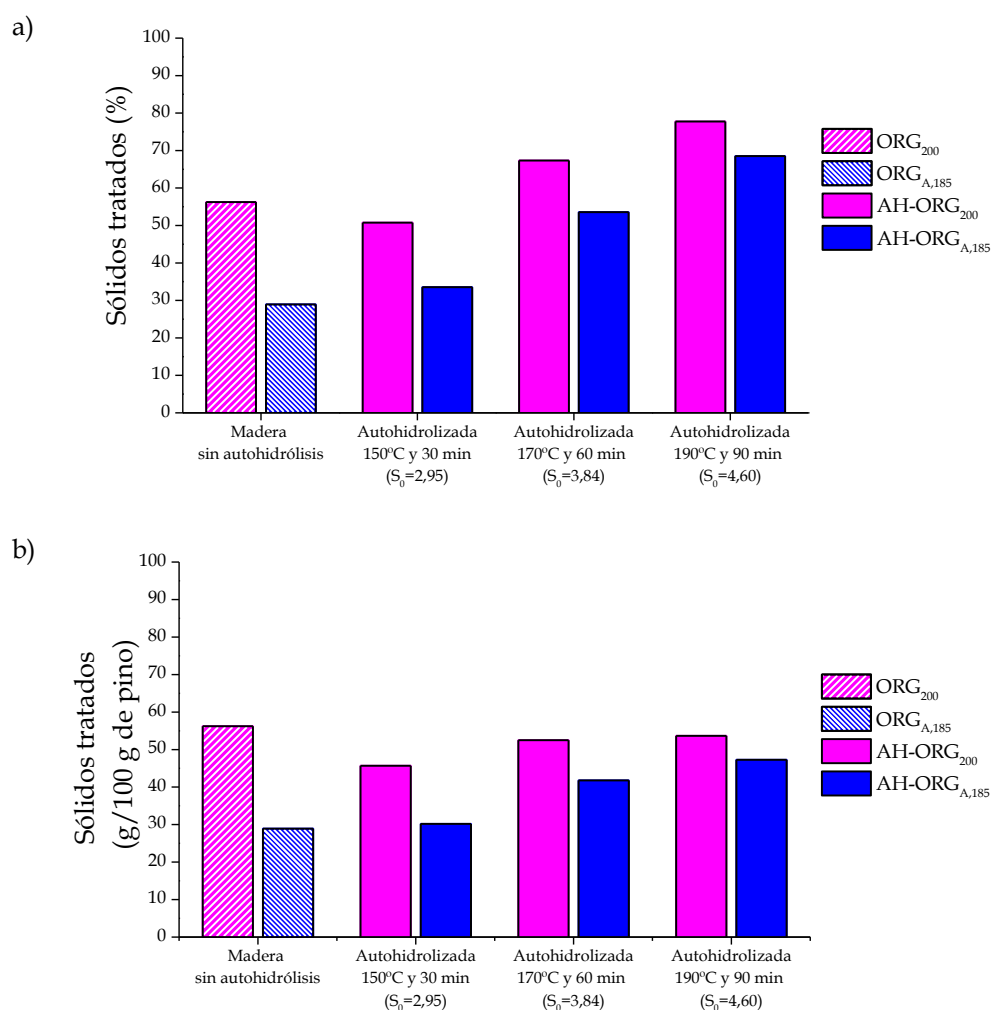 a)
Sólidos tratados (%)
100
90
80
70
60
50
40
30
20
10
0
Madera
sin autohidrólisis
Autohidrolizada
150ºC y 30 min
(S0=2,95)
Autohidrolizada
170ºC y 60 min
(S0=3,84)
Autohidrolizada
190ºC y 90 min
(S0=4,60)
ORG200
ORGA,185
AH-ORG200
AH-ORGA,185
b)
Sólidos tratados
(g/100 g de pino)
100
90
80
70
60
50
40
30
20
10
0
Madera
sin autohidrólisis
Autohidrolizada
150ºC y 30 min
(S0=2,95)
Autohidrolizada
170ºC y 60 min
(S0=3,84)
Autohidrolizada
190ºC y 90 min
(S0=4,60)
ORG200
ORGA,185
AH-ORG200
AH-ORGA,185